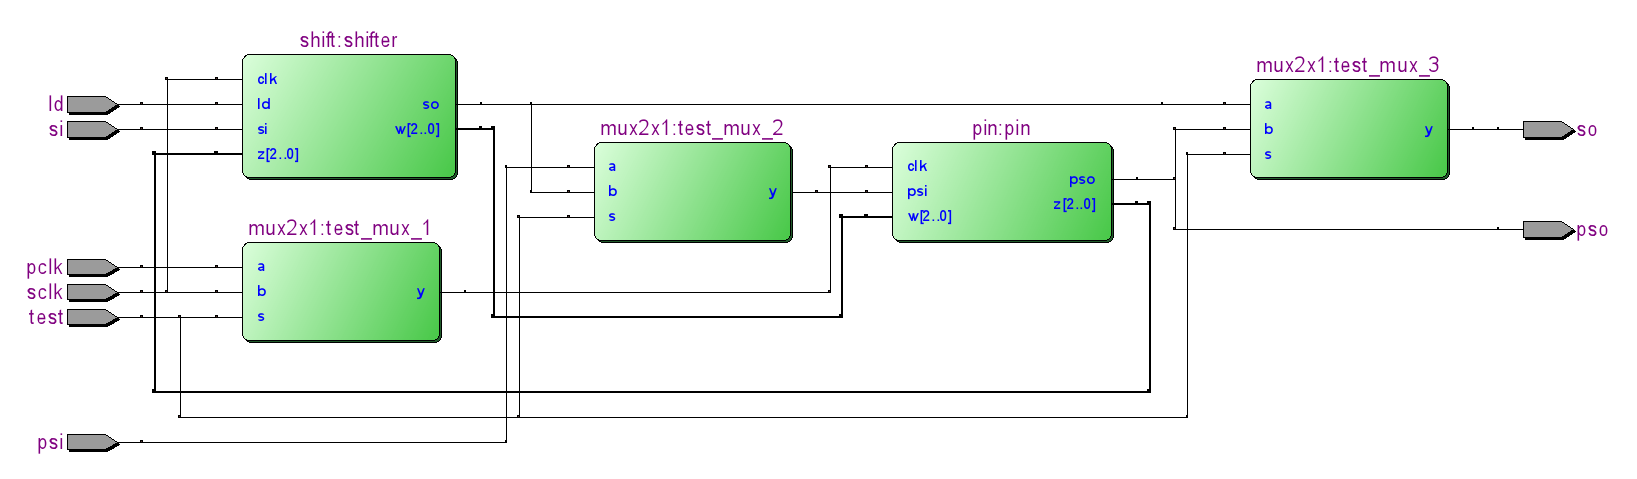 shift:shifter
clk
ld
si
z[2..0]
so
w[2..0]
ld
si
mux2x1:test_mux_1
a
b
s
y
pclk
sclk
test
psi
mux2x1:test_mux_2
a
b
s
y
pin:pin
clk
psi
w[2..0]
pso
z[2..0]
mux2x1:test_mux_3
a
b
s
y
so
pso